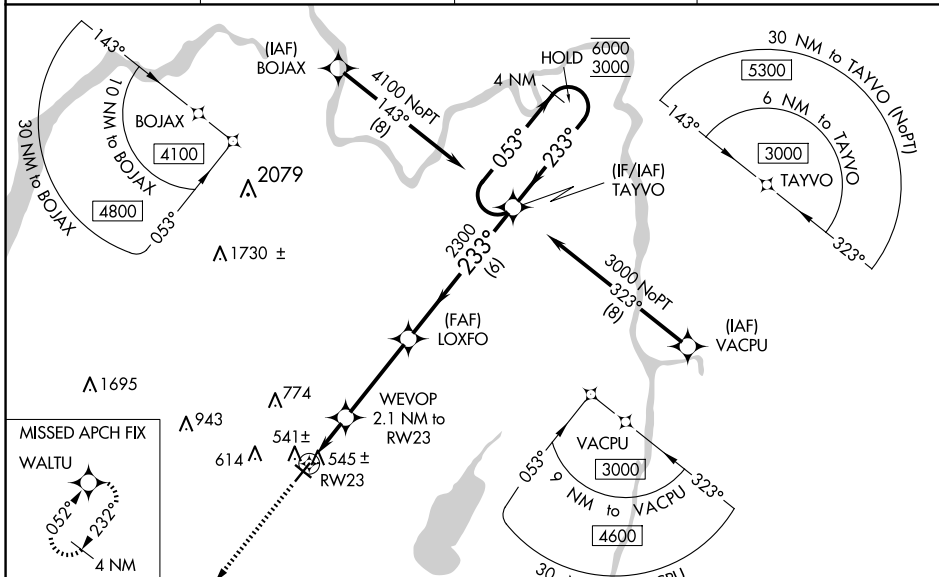 143°
10 NM to BOJAX
BOJAX
4100
30 NM to BOJAX
4800
053°
2079
1730 ±
(IAF)
BOJAX
4100 NoPT
143°
(8)
HOLD
6000
3000
4 NM
053°
233°
(IF/IAF)
TAYVO
30 NM to TAYVO (NoPT)
5300
6 NM to TAYVO
143°
3000
TAYVO
323°
2300
233°
(6)
3000 NoPT
323°
(8)
(IAF)
VACPU
(FAF)
LOXFO
1695
774
943
WEVOP
2.1 NM to
RW23
541±
614
545 ±
RW23
MISSED APCH FIX
WALTU
052°
232°
4 NM
VACPU
3000
053°
323°
9 NM to VACPU
4600